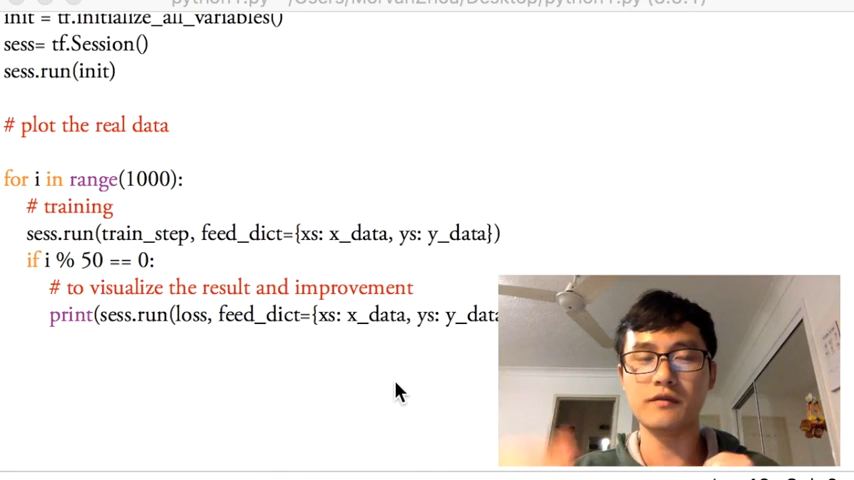 init = tf.initialize_all_variables()
sess= tf.Session()
sess.run(init)
# plot the real data
for i in range(1000):
# training
sess.run(train_step, feed_dict={xs: x_data, ys: y_data})
if i % 50 == 0:
# to visualize the result and improvement
print(sess.run(loss, feed_dict={xs: x_data, ys: y_data